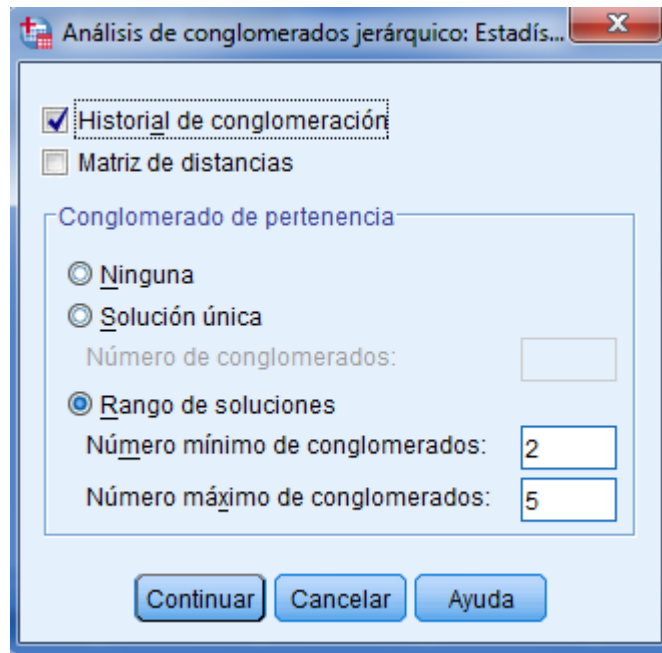 Análisis de conglomerados jerárquico: Estadís...
Historial de conglomeración
Matriz de distancias
Conglomerado de pertenencia
Ninguna
Solución única
Número de conglomerados:
Rango de soluciones
Número mínimo de conglomerados: 2
Número máximo de conglomerados: 5
Continuar Cancelar Ayuda